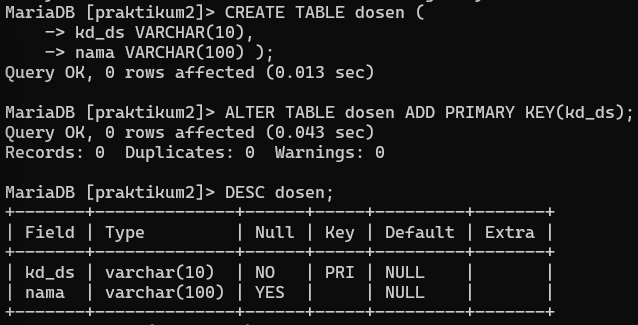 MariaDB [praktikum2]> CREATE TABLE dosen (
    -> kd_ds VARCHAR(10),
    -> nama VARCHAR(100) );
Query OK, 0 rows affected (0.013 sec)

MariaDB [praktikum2]> ALTER TABLE dosen ADD PRIMARY KEY(kd_ds);
Query OK, 0 rows affected (0.043 sec)
Records: 0  Duplicates: 0  Warnings: 0

MariaDB [praktikum2]> DESC dosen;
+-------+--------------+------+-----+---------+-------+
| Field | Type         | Null | Key | Default | Extra |
+-------+--------------+------+-----+---------+-------+
| kd_ds | varchar(10)  | NO   | PRI | NULL    |       |
| nama  | varchar(100) | YES  |     | NULL    |       |
+-------+--------------+------+-----+---------+-------+